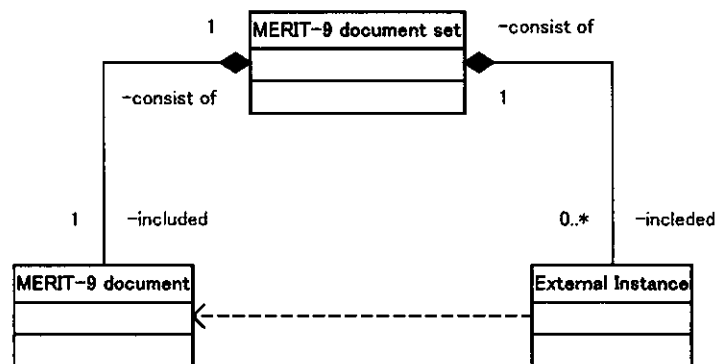 1
MERIT-9 document set
-consist of
-consist of
1
1
-included
0..*
-incleded
MERIT-9 document
External Instance